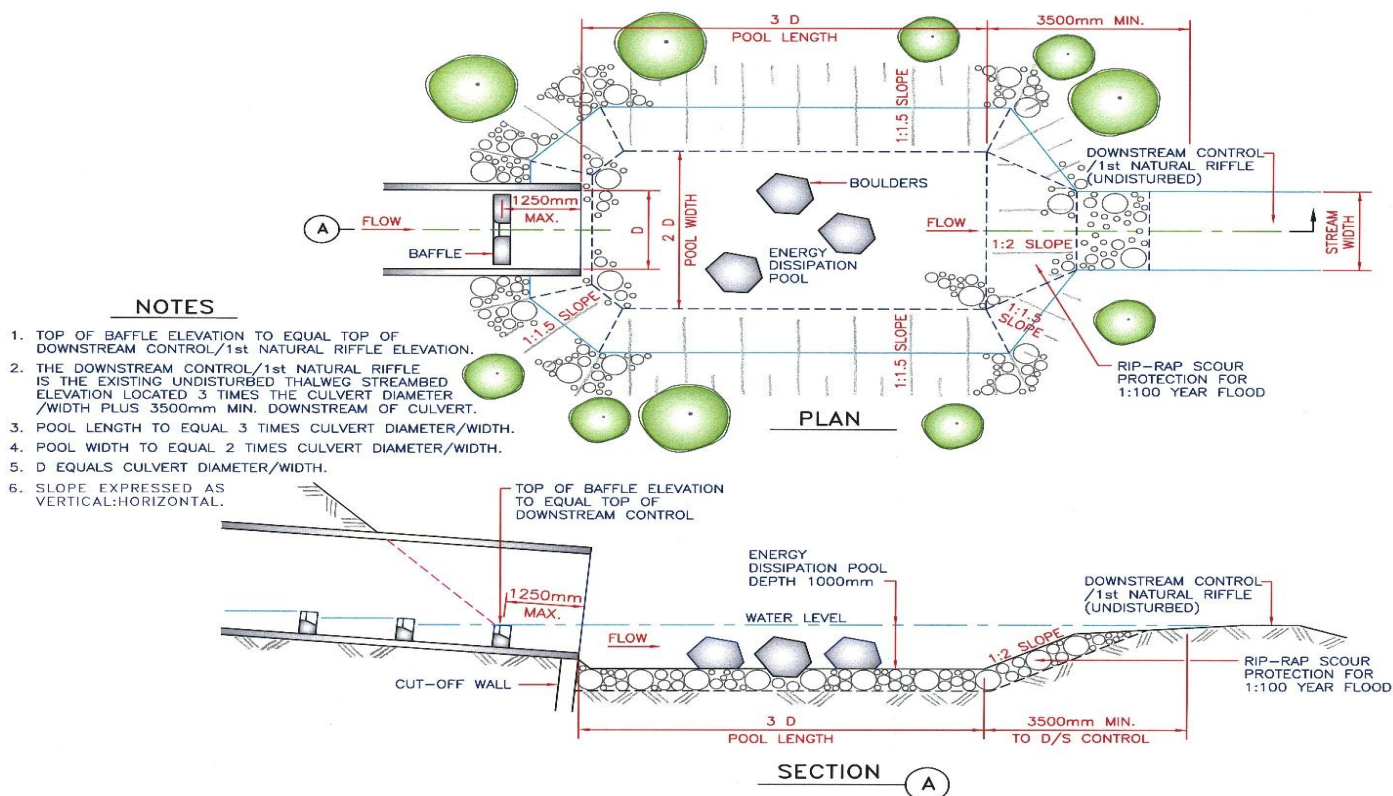 3 D
POOL LENGTH
3500mm MIN.
1:1.5 SLOPE
DOWNSTREAM CONTROL
/1st NATURAL RIFFLE
(UNDISTURBED)
BOULDERS
1250mm
MAX.
A
FLOW
BAFFLE
D
2 D
POOL WIDTH
ENERGY
DISSIPATION
POOL
FLOW
1:2 SLOPE
STREAM
WIDTH
1:1.5 SLOPE
1:1.5 SLOPE
1:1.5
SLOPE
RIP-RAP SCOUR
PROTECTION FOR
1:100 YEAR FLOOD
PLAN
NOTES
1. TOP OF BAFFLE ELEVATION TO EQUAL TOP OF
DOWNSTREAM CONTROL/1st NATURAL RIFFLE ELEVATION.
2. THE DOWNSTREAM CONTROL/1st NATURAL RIFFLE
IS THE EXISTING UNDISTURBED THALWEG STREAMBED
ELEVATION LOCATED 3 TIMES THE CULVERT DIAMETER
/WIDTH PLUS 3500mm MIN. DOWNSTREAM OF CULVERT.
3. POOL LENGTH TO EQUAL 3 TIMES CULVERT DIAMETER/WIDTH.
4. POOL WIDTH TO EQUAL 2 TIMES CULVERT DIAMETER/WIDTH.
5. D EQUALS CULVERT DIAMETER/WIDTH.
6. SLOPE EXPRESSED AS
VERTICAL:HORIZONTAL.
TOP OF BAFFLE ELEVATION
TO EQUAL TOP OF
DOWNSTREAM CONTROL
ENERGY
DISSIPATION POOL
DEPTH 1000mm
DOWNSTREAM CONTROL
/1st NATURAL RIFFLE
(UNDISTURBED)
1250mm
MAX.
WATER LEVEL
FLOW
1:2 SLOPE
RIP-RAP SCOUR
PROTECTION FOR
1:100 YEAR FLOOD
CUT-OFF WALL
3 D
POOL LENGTH
3500mm MIN.
TO D/S CONTROL
SECTION A